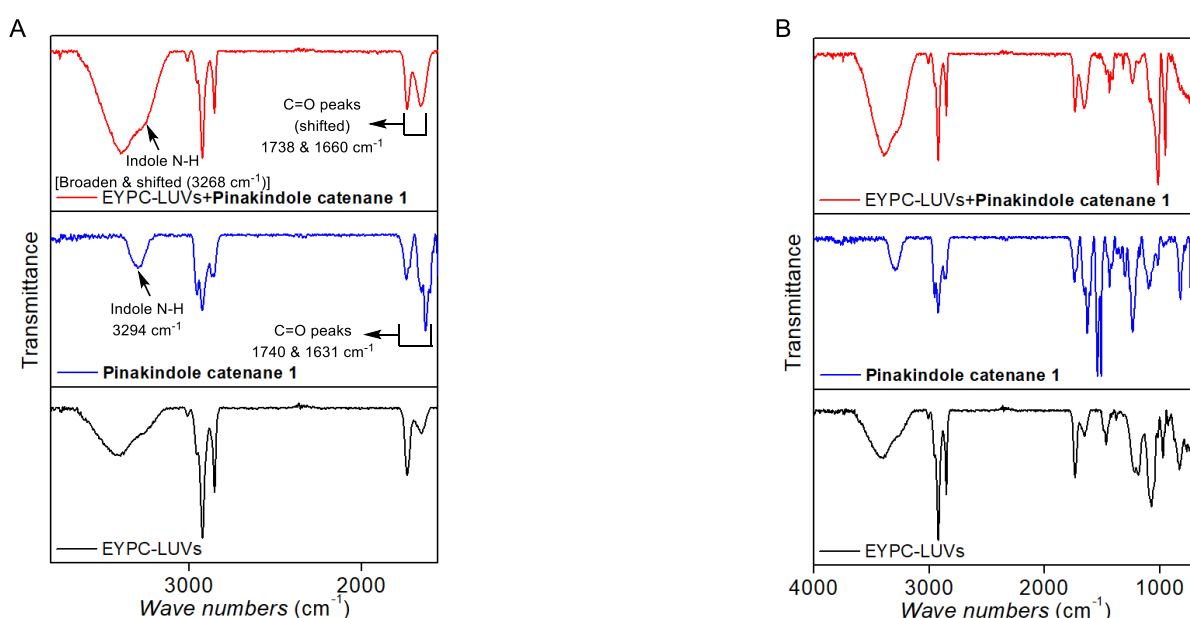 A
C=O peaks
(shifted)
1738 & 1660 cm-1
Indole N-H
[Broaden & shifted (3268 cm-1)]
EYPC-LUVs+Pinakindole catenane 1
Indole N-H
3294 cm-1
C=O peaks
1740 & 1631 cm-1
Pinakindole catenane 1
EYPC-LUVs
Transmittance
3000 2000
Wave numbers (cm-1)
B
EYPC-LUVs+Pinakindole catenane 1
Pinakindole catenane 1
EYPC-LUVs
Transmittance
4000 3000 2000 1000
Wave numbers (cm-1)